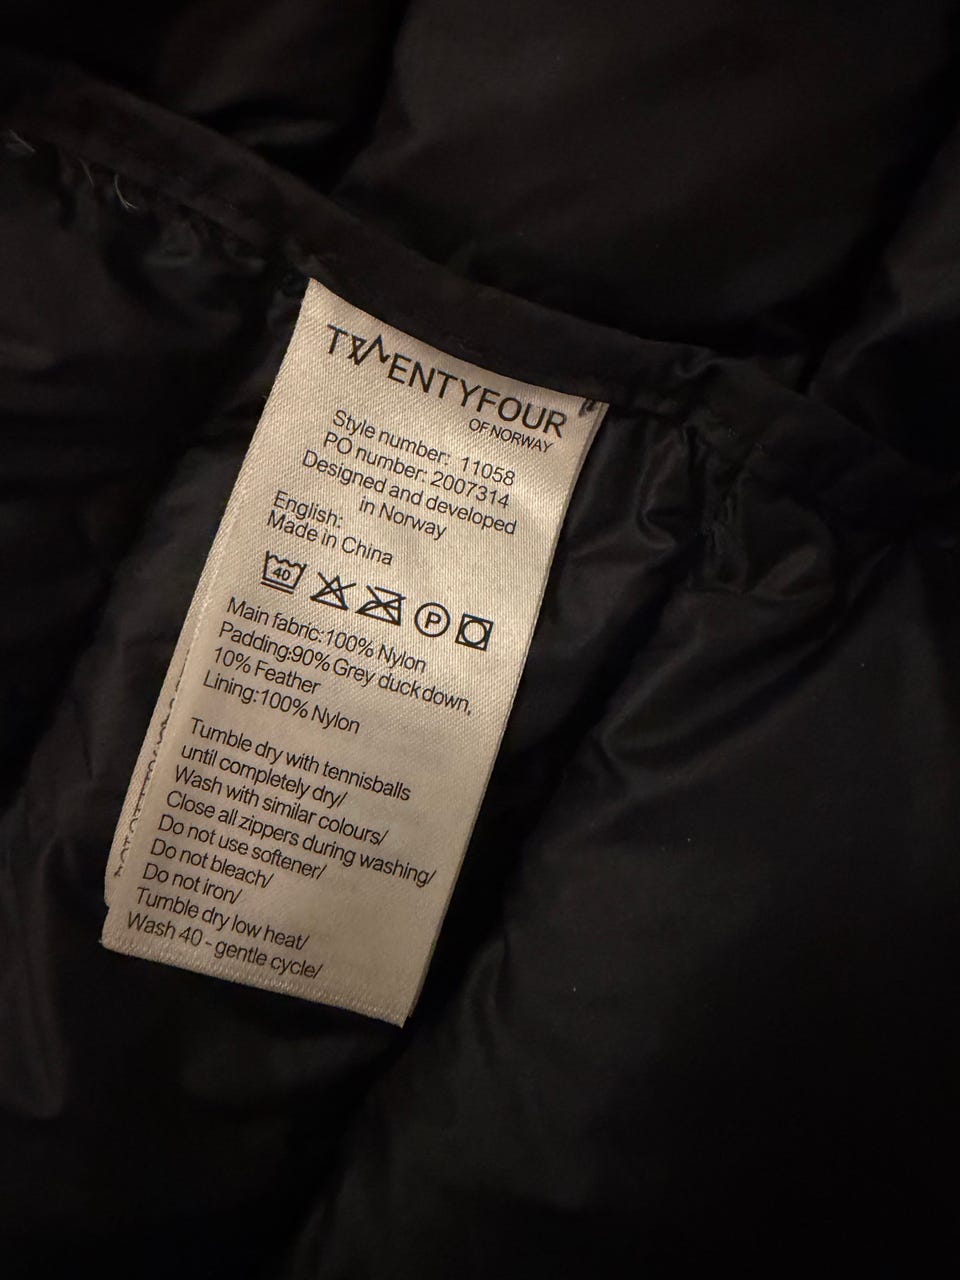 TWENTYFOUR
OF NORWAY
Style number: 11058
PO number: 2007314
Designed and developed
in Norway
English:
Made in China
40
P
Main fabric:100% Nylon
Padding:90% Grey duck down,
10% Feather
Lining:100% Nylon
Tumble dry with tennisballs
until completely dry/
Wash with similar colours/
Close all zippers during washing/
Do not use softener/
Do not bleach/
Do not iron/
Tumble dry low heat/
Wash 40 - gentle cycle/